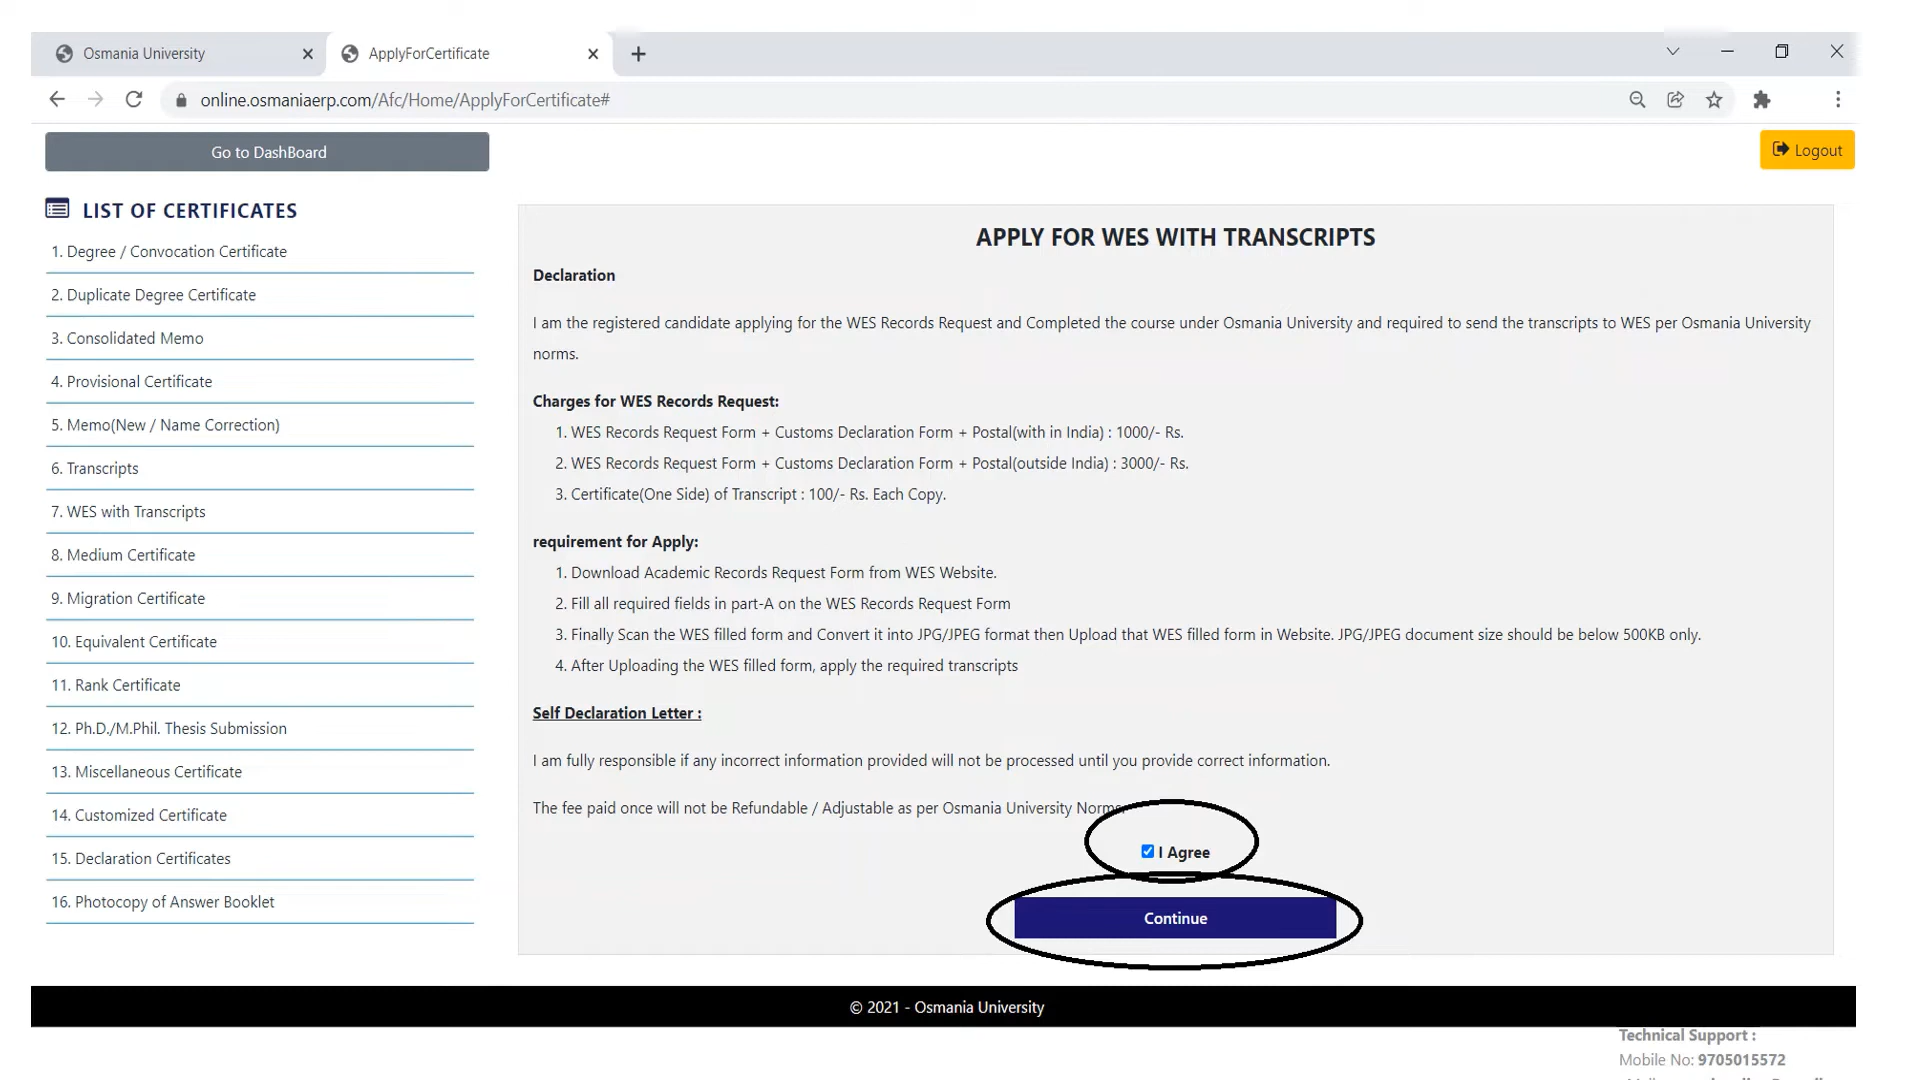 Osmania University
ApplyForCertificate
online.osmaniaerp.com/Afc/Home/ApplyForCertificate#
Go to DashBoard
Logout
LIST OF CERTIFICATES
1. Degree / Convocation Certificate
2. Duplicate Degree Certificate
3. Consolidated Memo
4. Provisional Certificate
5. Memo(New / Name Correction)
6. Transcripts
7. WES with Transcripts
8. Medium Certificate
9. Migration Certificate
10. Equivalent Certificate
11. Rank Certificate
12. Ph.D./M.Phil. Thesis Submission
13. Miscellaneous Certificate
14. Customized Certificate
15. Declaration Certificates
16. Photocopy of Answer Booklet
APPLY FOR WES WITH TRANSCRIPTS
Declaration
I am the registered candidate applying for the WES Records Request and Completed the course under Osmania University and required to send the transcripts to WES per Osmania University
norms.
Charges for WES Records Request:
1. WES Records Request Form + Customs Declaration Form + Postal(with in India) : 1000/- Rs.
2. WES Records Request Form + Customs Declaration Form + Postal(outside India) : 3000/- Rs.
3. Certificate(One Side) of Transcript : 100/- Rs. Each Copy.
requirement for Apply:
1. Download Academic Records Request Form from WES Website.
2. Fill all required fields in part-A on the WES Records Request Form
3. Finally Scan the WES filled form and Convert it into JPG/JPEG format then Upload that WES filled form in Website. JPG/JPEG document size should be below 500KB only.
4. After Uploading the WES filled form, apply the required transcripts
Self Declaration Letter :
I am fully responsible if any incorrect information provided will not be processed until you provide correct information.
The fee paid once will not be Refundable / Adjustable as per Osmania University Norms.
I Agree
Continue
© 2021 - Osmania University
Technical Support :
Mobile No: 9705015572